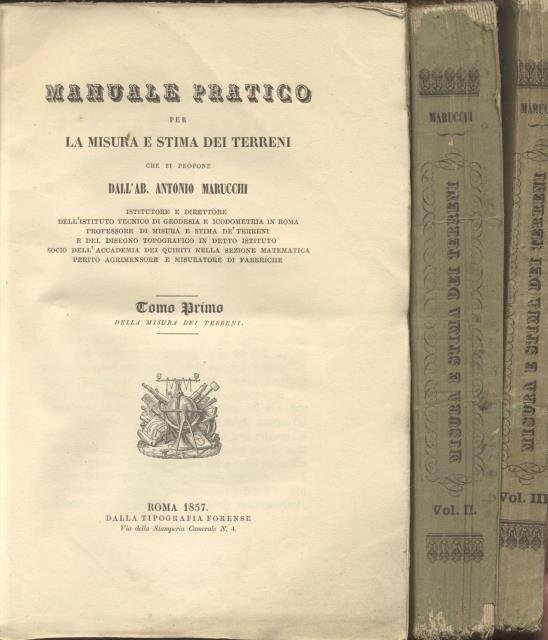 MANUALE PRATICO
PER
LA MISURA E STIMA DEI TERRENI
CHE SI PROPONE
DALL'AB. ANTONIO MARUCCHI
ISTITUTORE E DIRETTORE
DELL'ISTITUTO TECNICO DI GEODESIA E ICODOMETRIA IN ROMA
PROFESSORE DI MISURA E STIMA DE' TERRENI
E DEL DISEGNO TOPOGRAFICO IN DETTO ISTITUTO
SOCIO DELL'ACCADEMIA DEI QUIRITI NELLA SEZIONE MATEMATICA
PERITO AGRIMENSORE E MISURATORE DI FABBRICHE
Tomo Primo
DELLA MISURA DEI TERRENI.
ROMA 1857.
DALLA TIPOGRAFIA FORENSE
Via della Stamperia Camerale N. 4.
MARUCCHI
MISURA E STIMA DEI TERRENI
Vol. II.
MARUCCHI
MISURA E STIMA DEI TERRENI
Vol. III